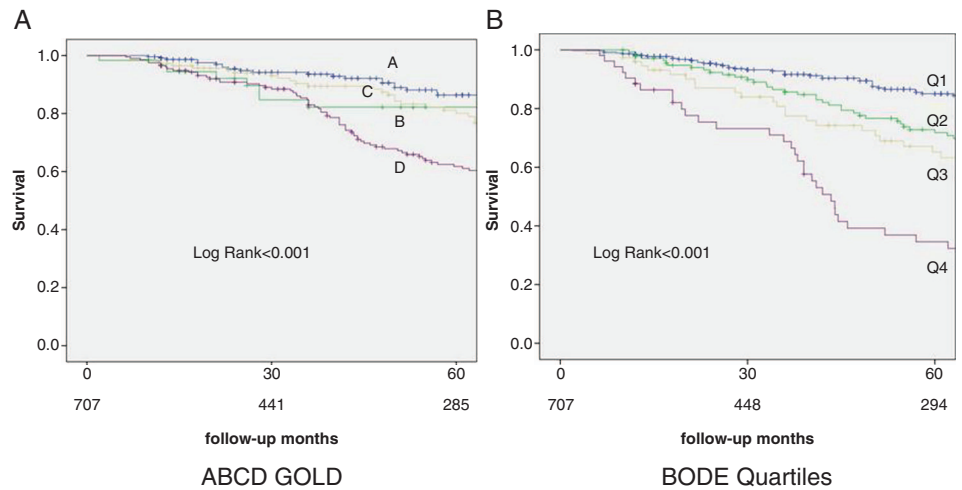 A
1.0
0.8
0.6
0.4
0.2
0.0
Survival
A
C
B
D
Log Rank<0.001
0
30
60
707
441
285
follow-up months
ABCD GOLD
B
1.0
0.8
0.6
0.4
0.2
0.0
Survival
Q1
Q2
Q3
Q4
Log Rank<0.001
0
30
60
707
448
294
follow-up months
BODE Quartiles